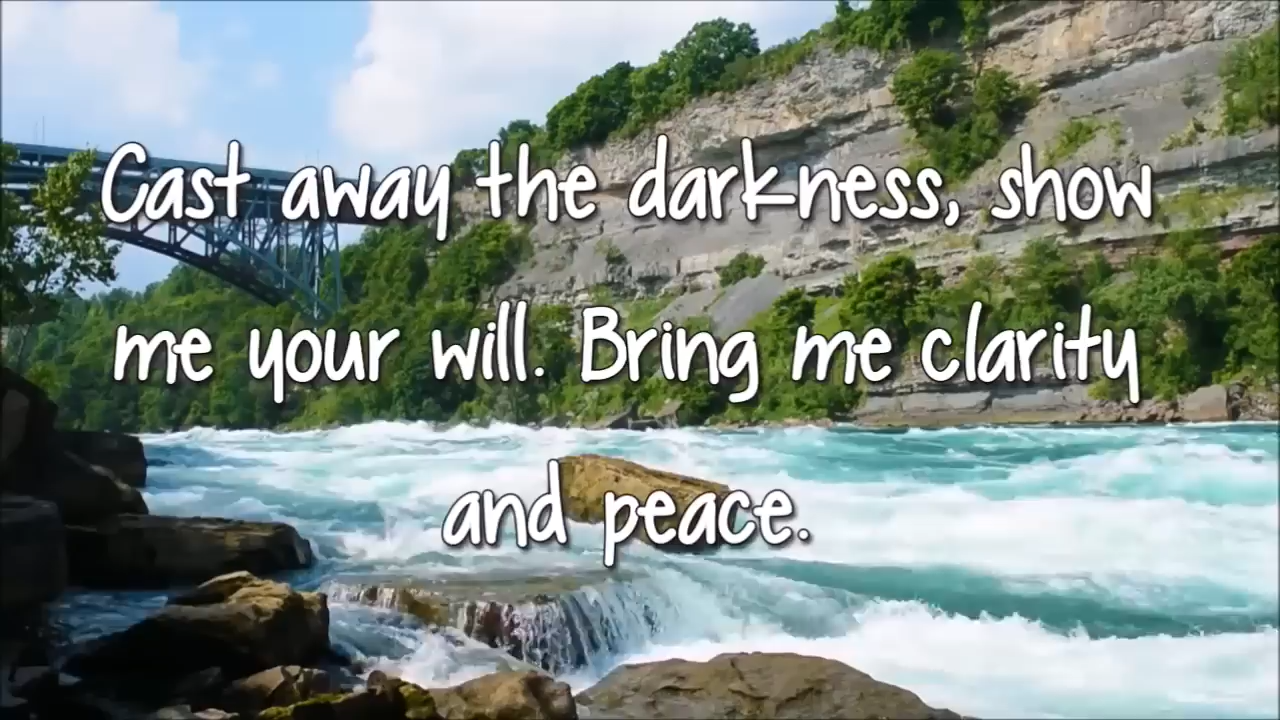 Cast away the darkness, show
me your will. Bring me clarity
and peace.